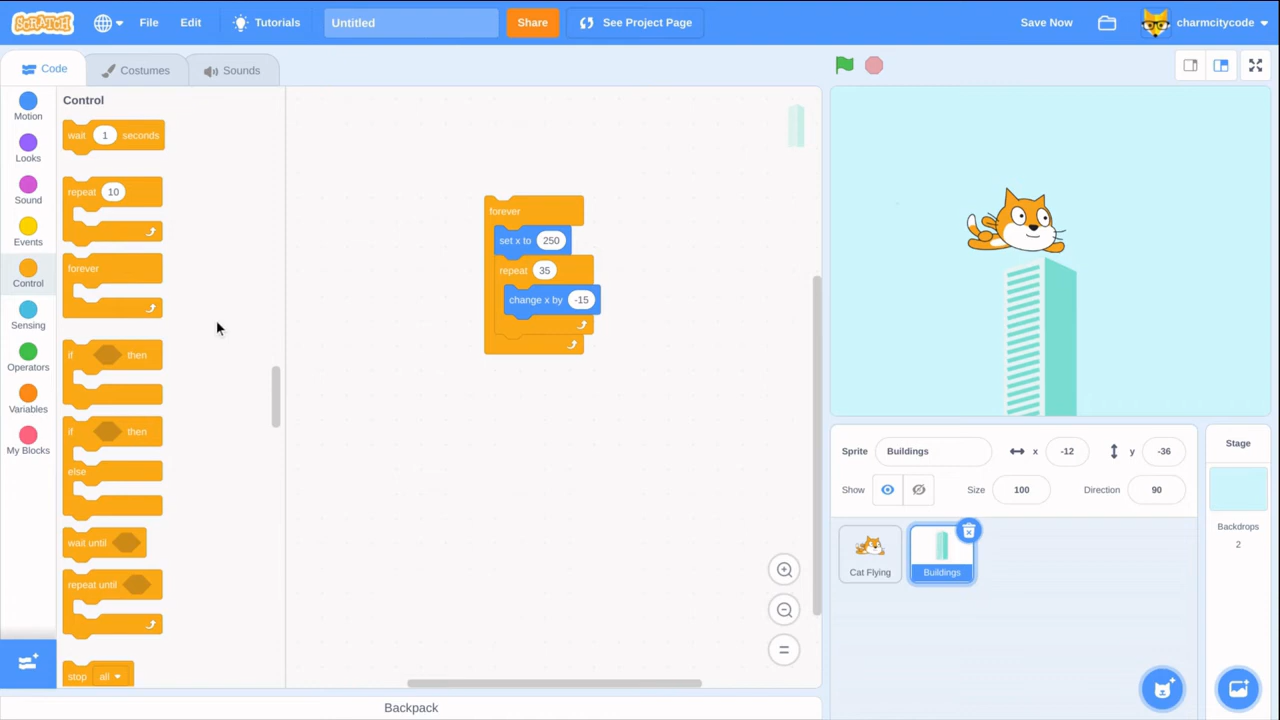 SCRATCH
File
Edit
Tutorials
Untitled
Share
See Project Page
Save Now
charmcitycode
Code
Costumes
Sounds
Motion
Looks
Sound
Events
Control
Sensing
Operators
Variables
My Blocks
Control
wait 1 seconds
repeat 10
forever
if then
if then
else
wait until
repeat until
stop all
forever
set x to 250
repeat 35
change x by -15
Backpack
Sprite Buildings x -12 y -36
Show Size 100 Direction 90
Cat Flying
Buildings
Stage
Backdrops
2